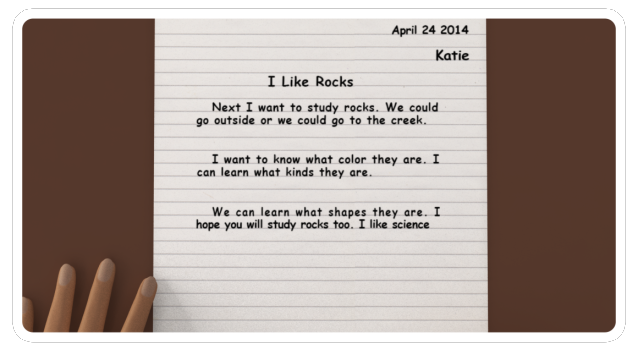 April 24 2014
Katie
I Like Rocks
Next I want to study rocks. We could
go outside or we could go to the creek.
I want to know what color they are. I
can learn what kinds they are.
We can learn what shapes they are. I
hope you will study rocks too. I like science